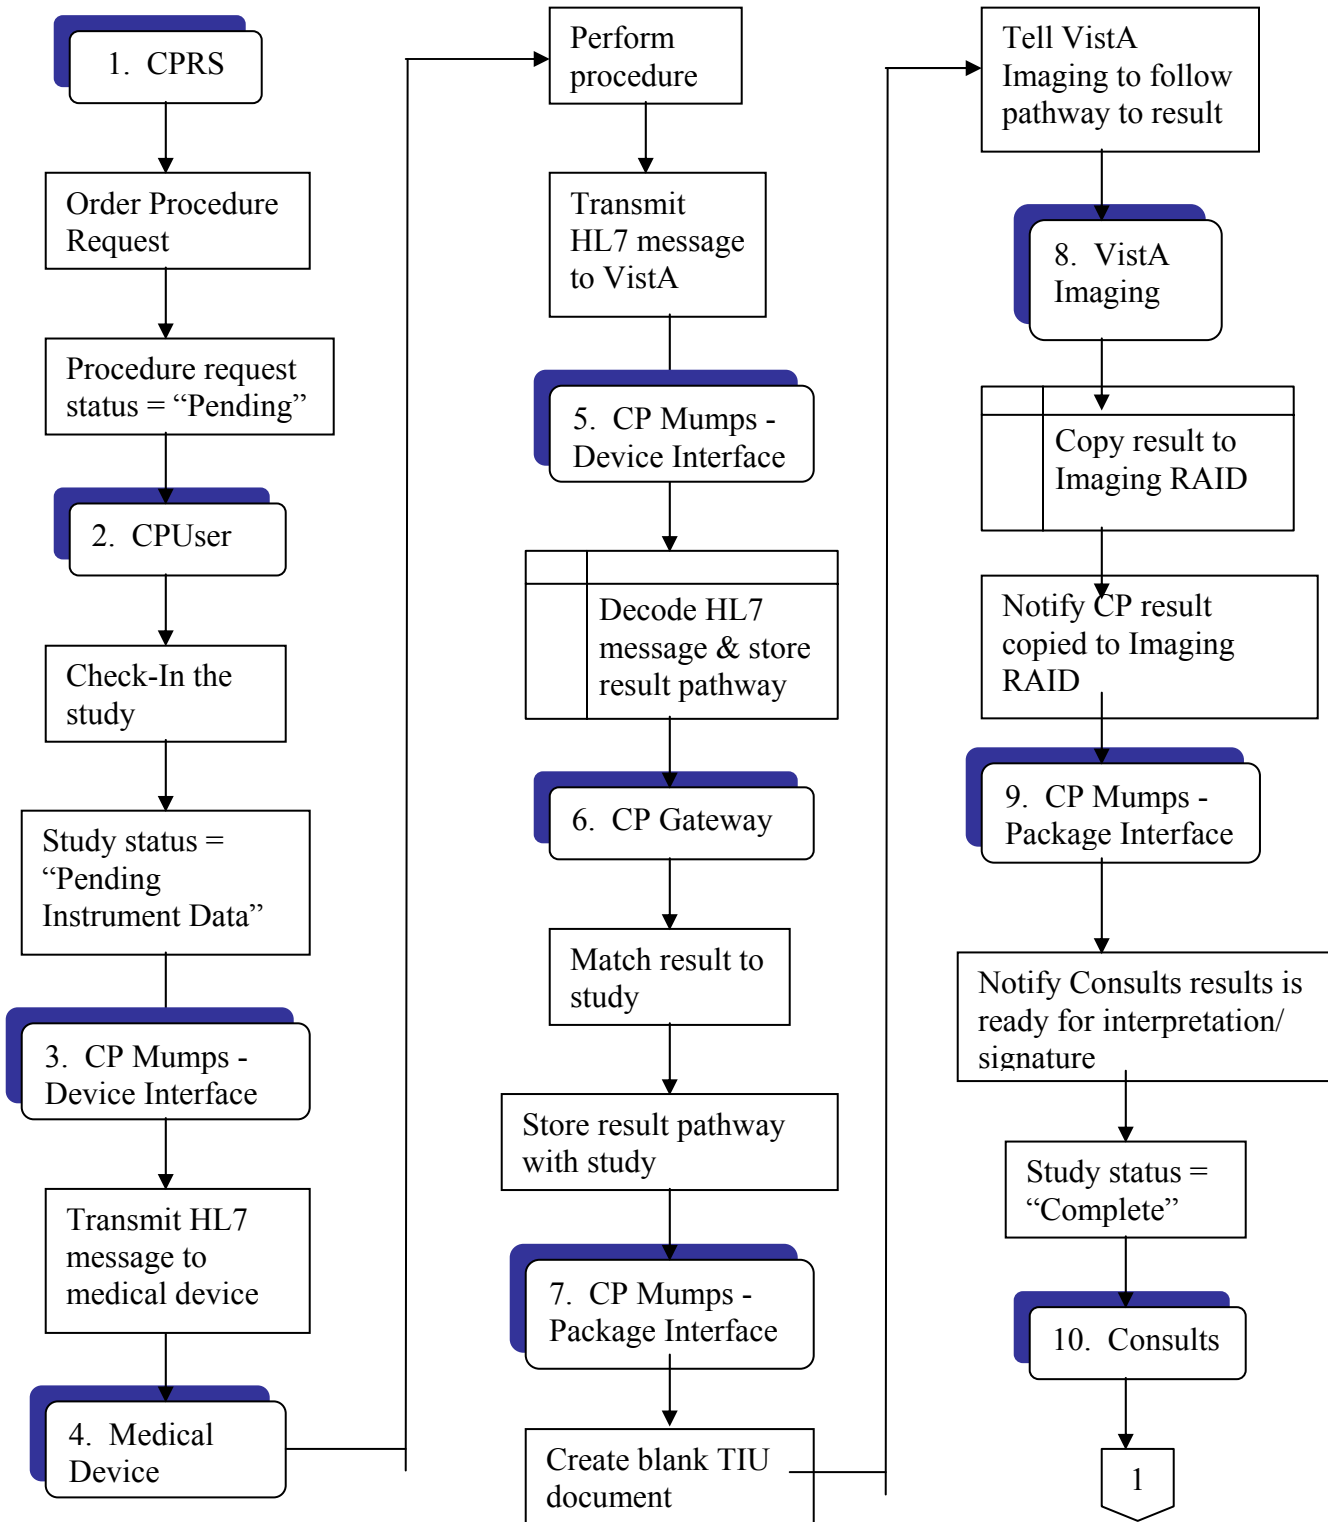 1. CPRS
Order Procedure
Request
Procedure request
status = “Pending”
2. CPUser
Check-In the
study
Study status =
“Pending
Instrument Data”
3. CP Mumps -
Device Interface
Transmit HL7
message to
medical device
4. Medical
Device
Perform
procedure
Transmit
HL7 message
to VistA
5. CP Mumps -
Device Interface
Decode HL7
message & store
result pathway
6. CP Gateway
Match result to
study
Store result pathway
with study
7. CP Mumps -
Package Interface
Create blank TIU
document
Tell VistA
Imaging to follow
pathway to result
8. VistA
Imaging
Copy result to
Imaging RAID
Notify CP result
copied to Imaging
RAID
9. CP Mumps -
Package Interface
Notify Consults results is
ready for interpretation/
signature
Study status =
“Complete”
10. Consults
1